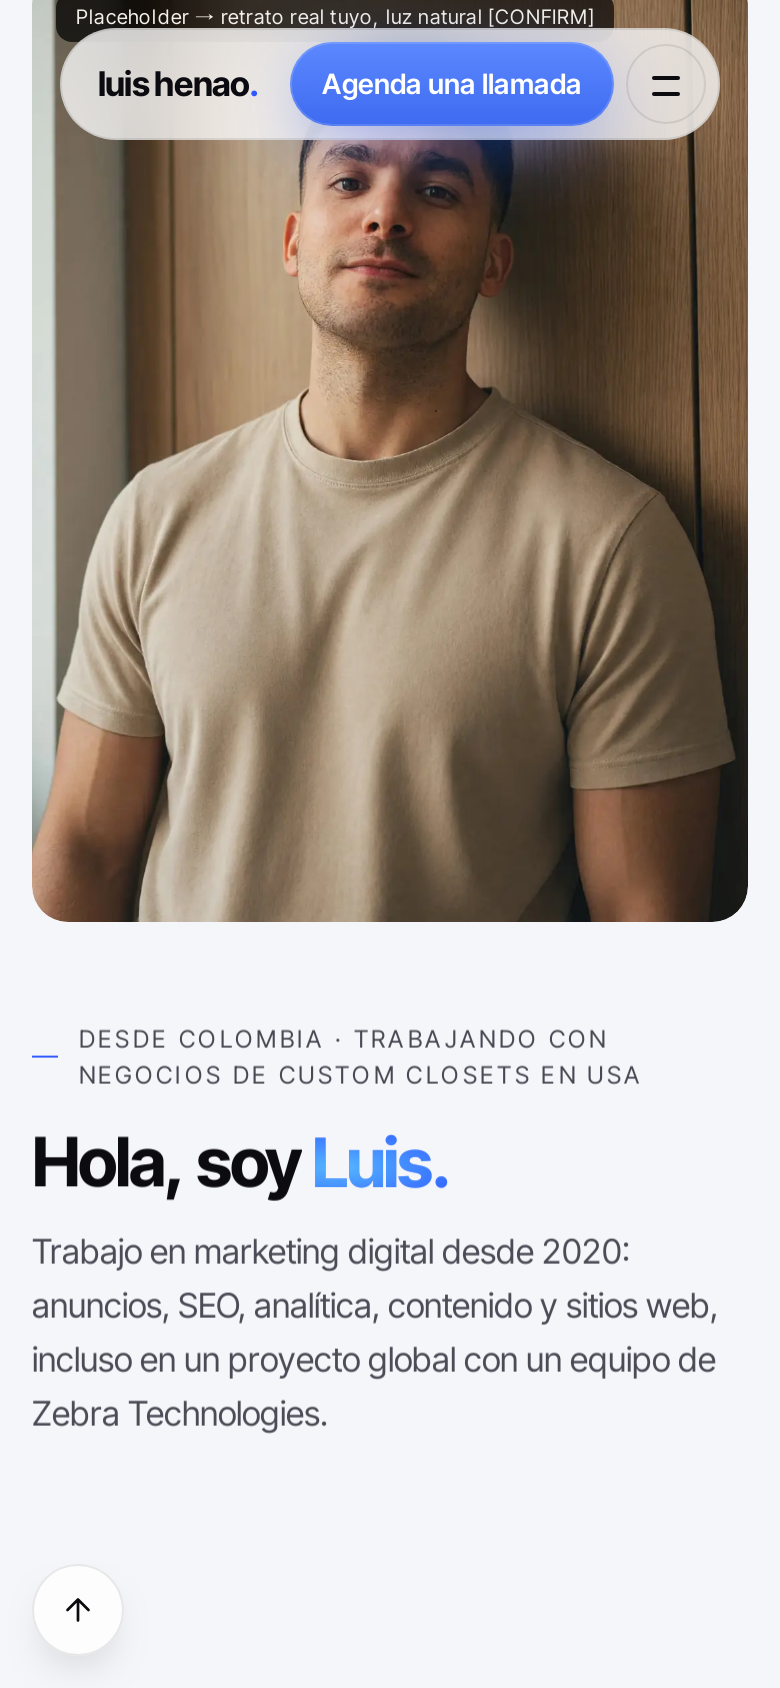 Placeholder → retrato real tuyo, luz natural [CONFIRM]
luis henao.
Agenda una llamada
DESDE COLOMBIA · TRABAJANDO CON
NEGOCIOS DE CUSTOM CLOSETS EN USA
Hola, soy Luis.
Trabajo en marketing digital desde 2020:
anuncios, SEO, analítica, contenido y sitios web,
incluso en un proyecto global con un equipo de
Zebra Technologies.